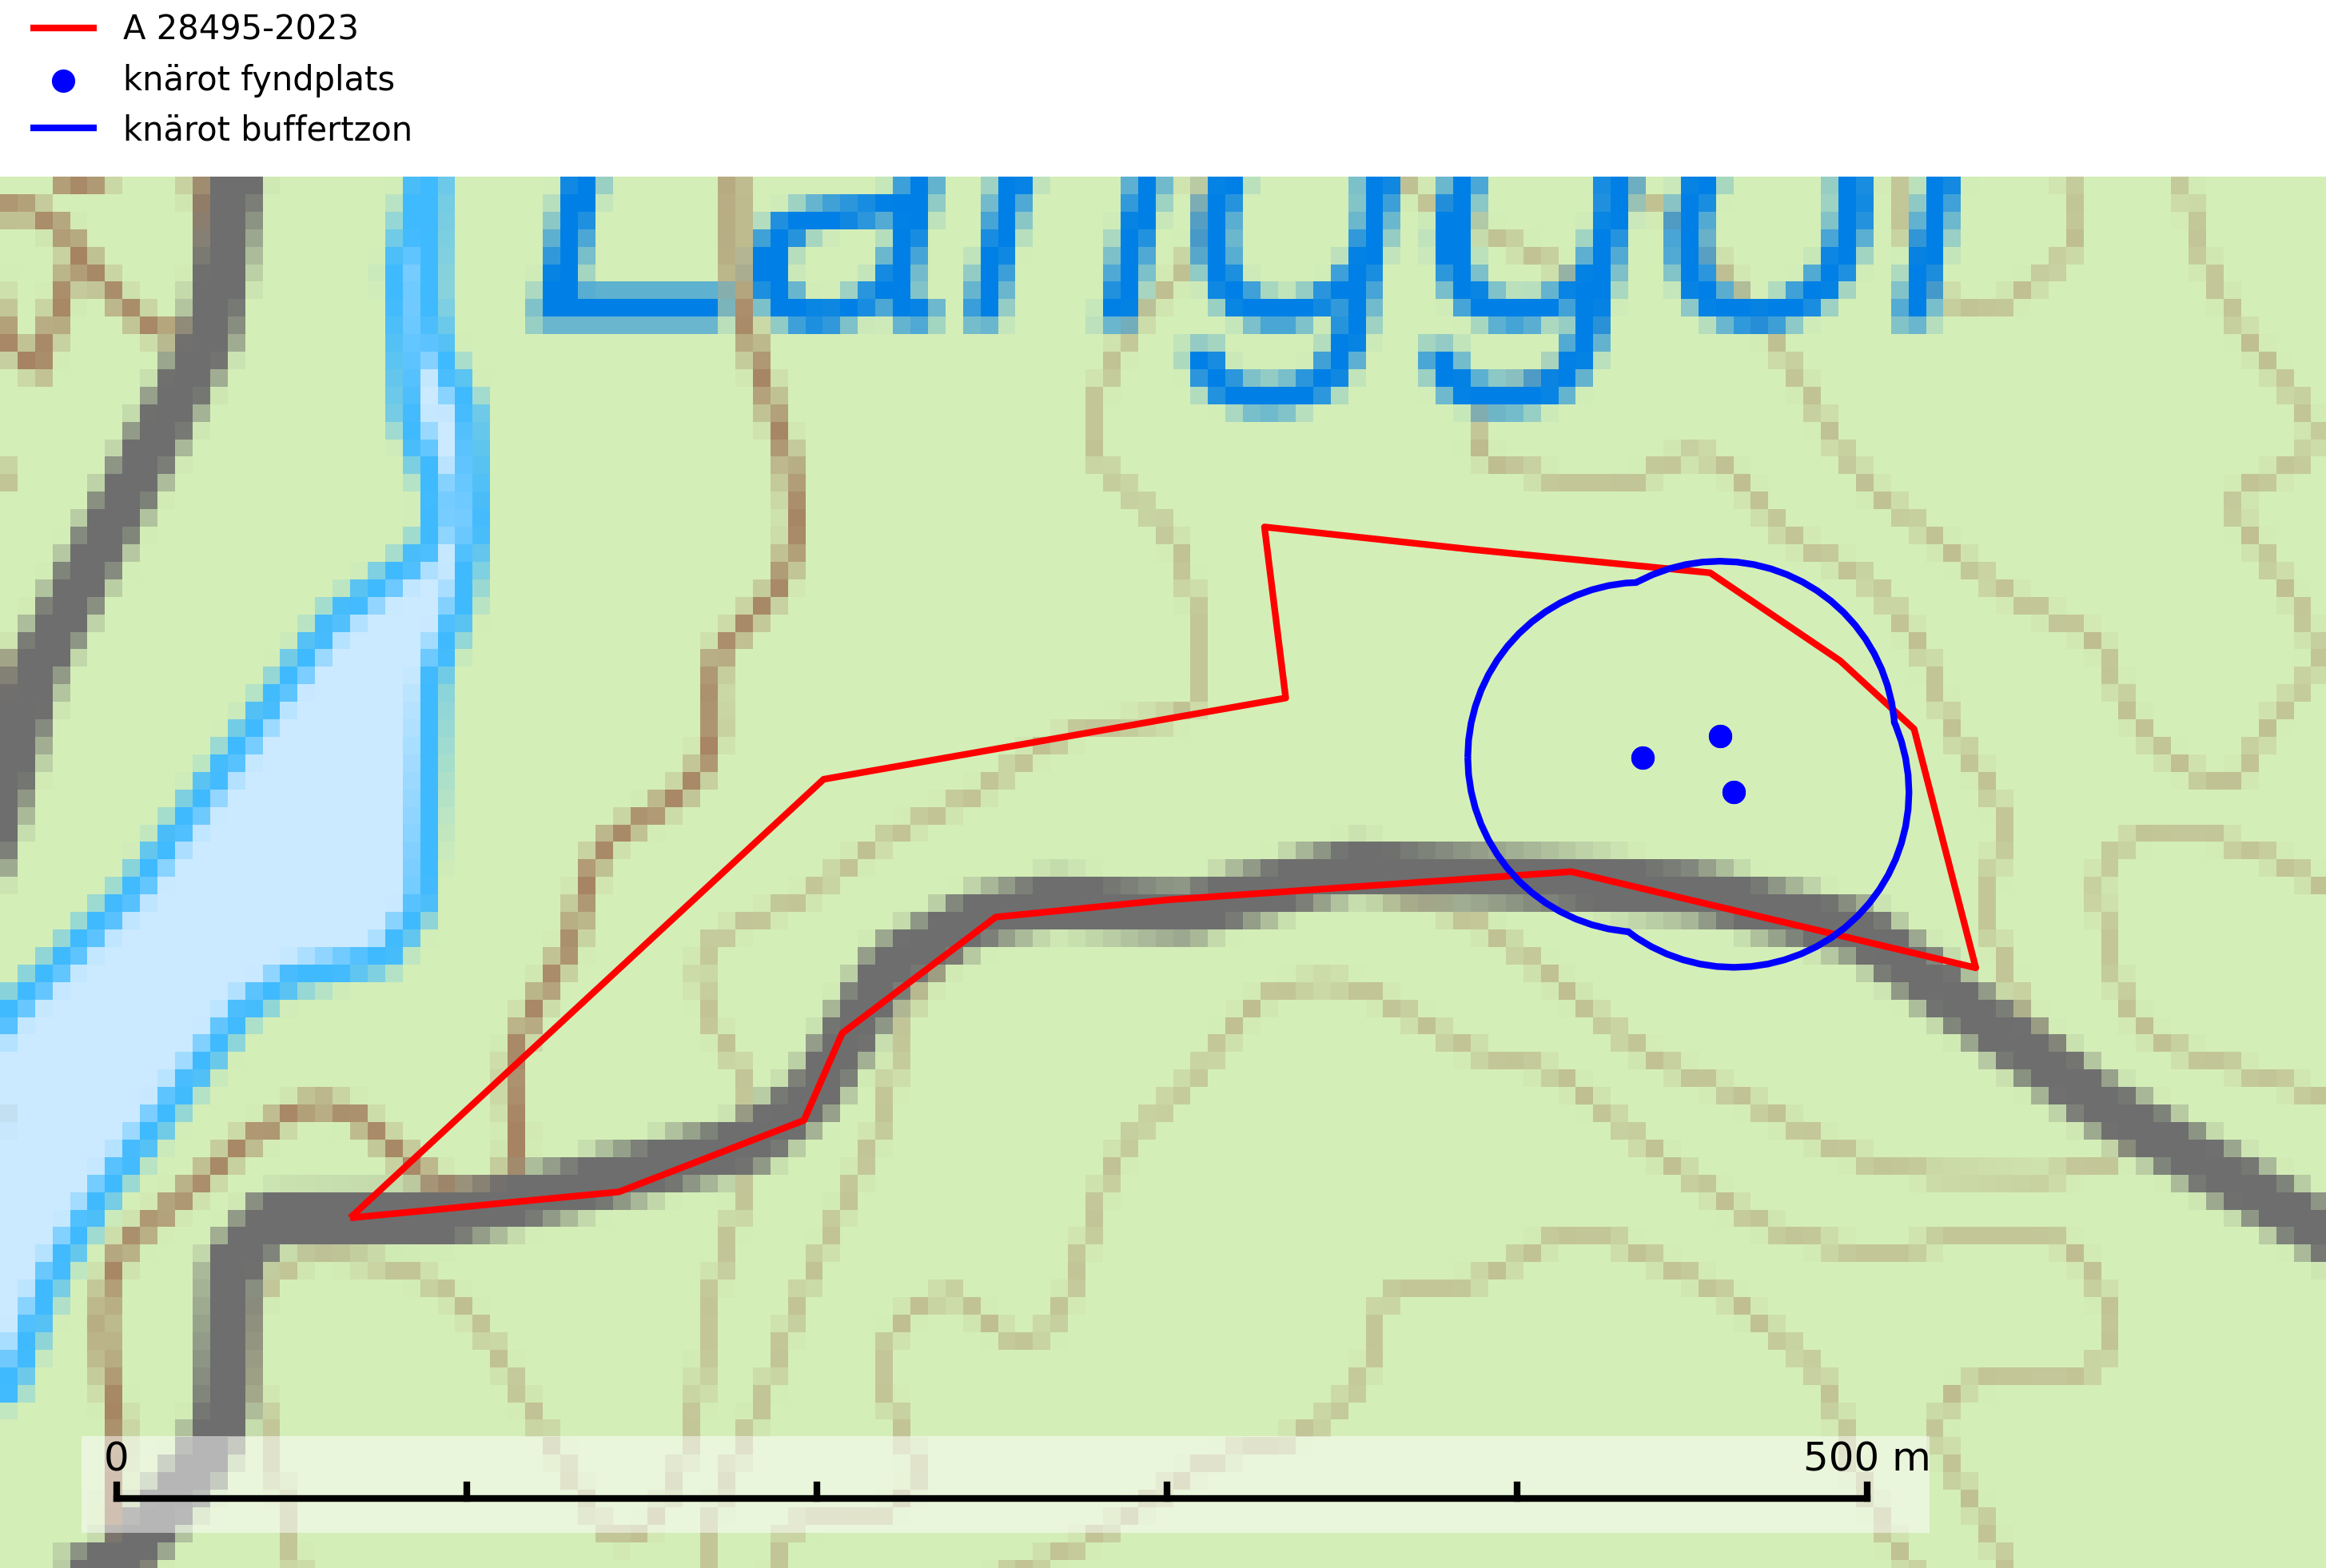 A 28495-2023
knärot fyndplats
knärot buffertzon
0 500 m